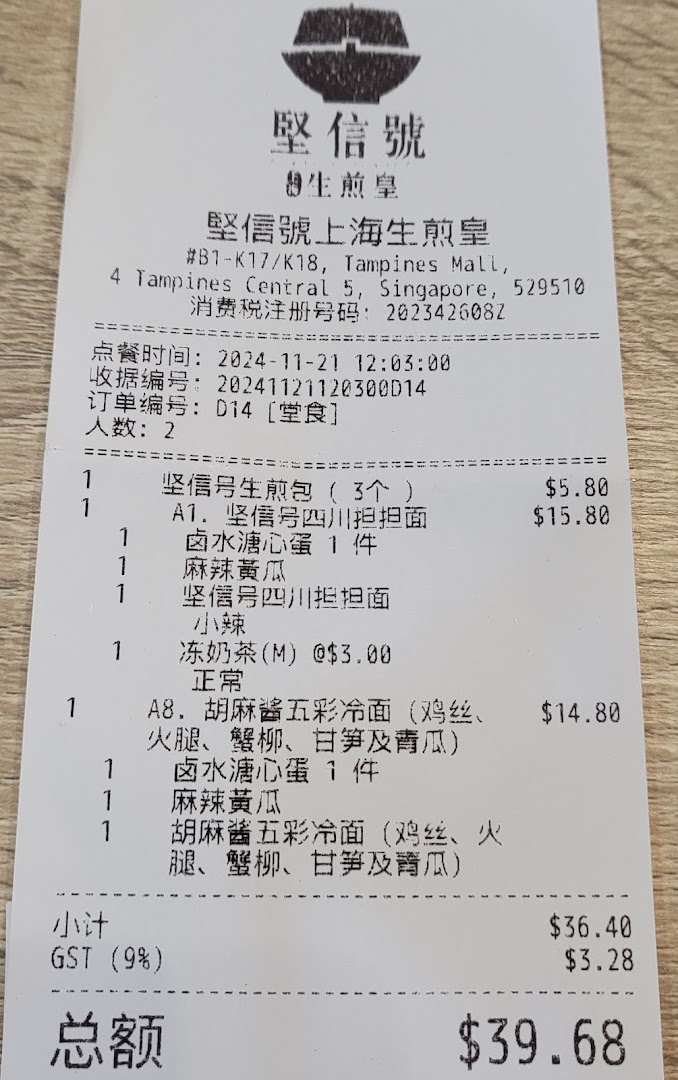 堅信號
生煎皇
堅信號上海生煎皇
#B1-K17/K18, Tampines Mall,
4 Tampines Central 5, Singapore, 529510
消费税注册号码: 202342608Z
点餐时间: 2024-11-21 12:03:00
收据编号: 20241121120300D14
订单编号: D14 [堂食]
人数: 2
1 坚信号生煎包 ( 3个 ) $5.80
1 A1. 坚信号四川担担面 $15.80
1 卤水溏心蛋 1 件
1 麻辣黃瓜
1 坚信号四川担担面
小辣
1 冻奶茶(M) @$3.00
正常
1 A8. 胡麻酱五彩冷面 (鸡丝、 $14.80
火腿、蟹柳、甘笋及青瓜)
1 卤水溏心蛋 1 件
1 麻辣黃瓜
1 胡麻酱五彩冷面 (鸡丝、火
腿、蟹柳、甘笋及青瓜)
小计 $36.40
GST (9%) $3.28
总额 $39.68